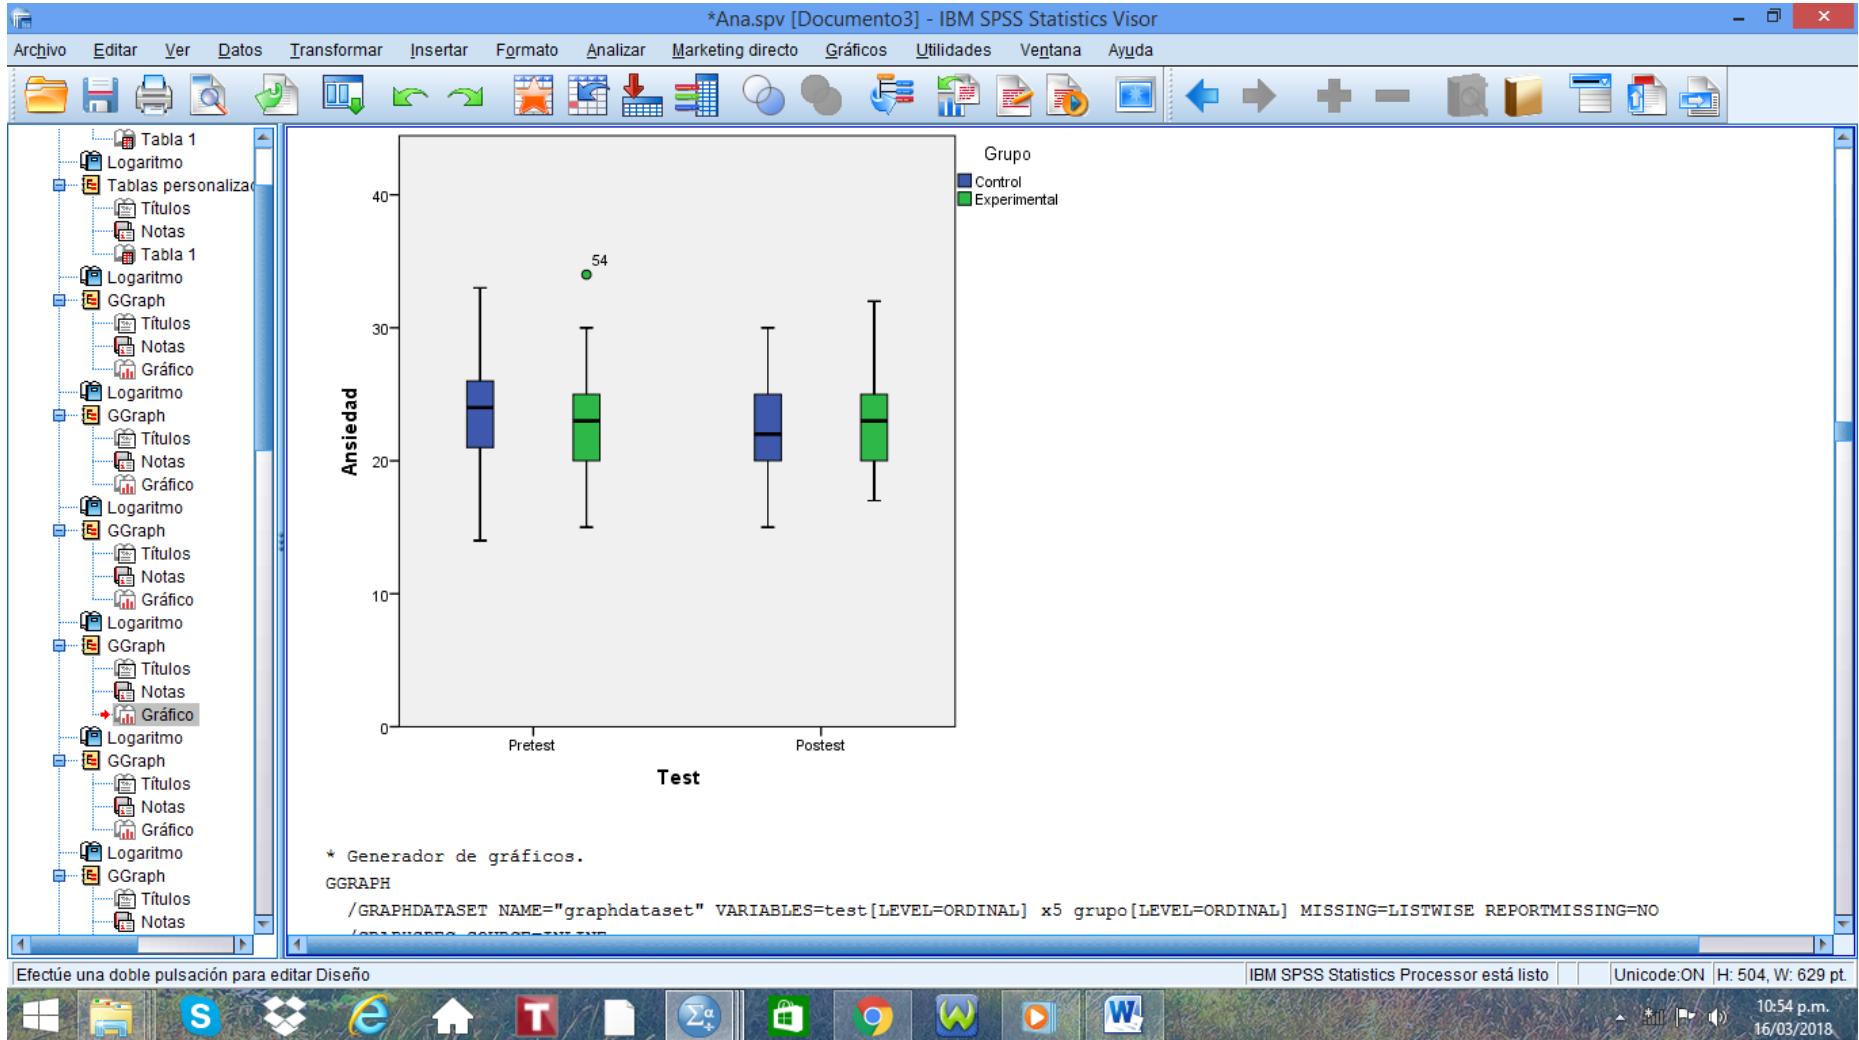 *Ana.spv [Documento3] - IBM SPSS Statistics Visor
Archivo Editar Ver Datos Transformar Insertar Formato Analizar Marketing directo Gráficos Utilidades Ventana Ayuda
Tabla 1
Logaritmo
Tablas personalizac
Títulos
Notas
Tabla 1
Logaritmo
GGraph
Títulos
Notas
Gráfico
Logaritmo
GGraph
Títulos
Notas
Gráfico
Logaritmo
GGraph
Títulos
Notas
Gráfico
Logaritmo
GGraph
Títulos
Notas
Gráfico
Logaritmo
GGraph
Títulos
Notas
Gráfico
Logaritmo
GGraph
Títulos
Notas
Grupo
Control
Experimental
40
54
30
Ansiedad
20
10
0
Pretest Postest
Test
* Generador de gráficos.
GGRAPH
/GRAPHDATASET NAME="graphdataset" VARIABLES=test[LEVEL=ORDINAL] x5 grupo[LEVEL=ORDINAL] MISSING=LISTWISE REPORTMISSING=NO
/GRAPHSPEC SOURCE=INLINE
Efectúe una doble pulsación para editar Diseño
IBM SPSS Statistics Processor está listo
Unicode:ON
H: 504, W: 629 pt.
10:54 p.m.
16/03/2018